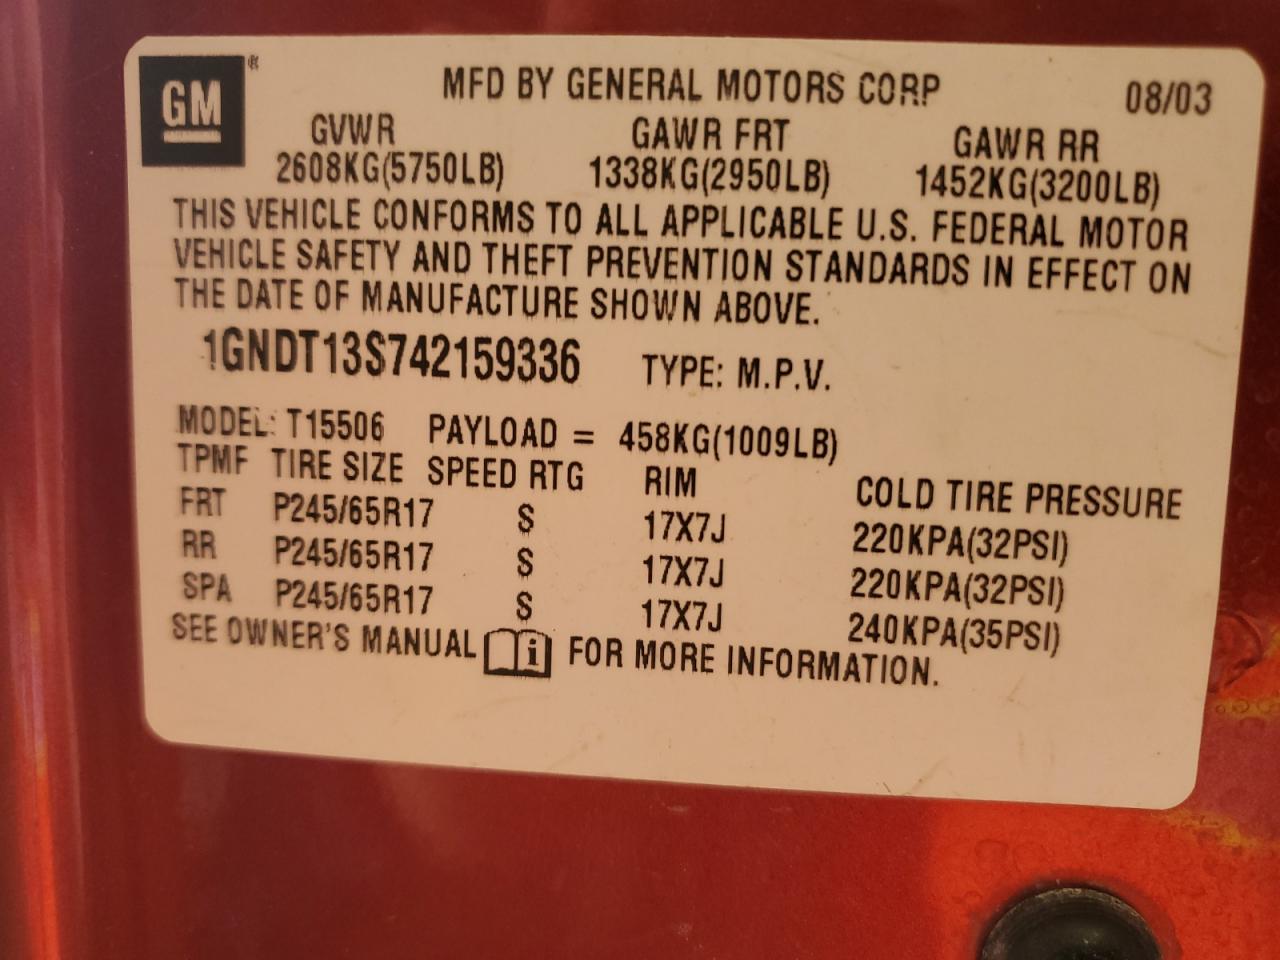 GM ®
MFD BY GENERAL MOTORS CORP 08/03
GVWR GAWR FRT GAWR RR
2608KG(5750LB) 1338KG(2950LB) 1452KG(3200LB)
THIS VEHICLE CONFORMS TO ALL APPLICABLE U.S. FEDERAL MOTOR
VEHICLE SAFETY AND THEFT PREVENTION STANDARDS IN EFFECT ON
THE DATE OF MANUFACTURE SHOWN ABOVE.
1GNDT13S742159336 TYPE: M.P.V.
MODEL: T15506 PAYLOAD = 458KG(1009LB)
TPMF TIRE SIZE SPEED RTG RIM COLD TIRE PRESSURE
FRT P245/65R17 S 17X7J 220KPA(32PSI)
RR P245/65R17 S 17X7J 220KPA(32PSI)
SPA P245/65R17 S 17X7J 240KPA(35PSI)
SEE OWNER'S MANUAL i FOR MORE INFORMATION.